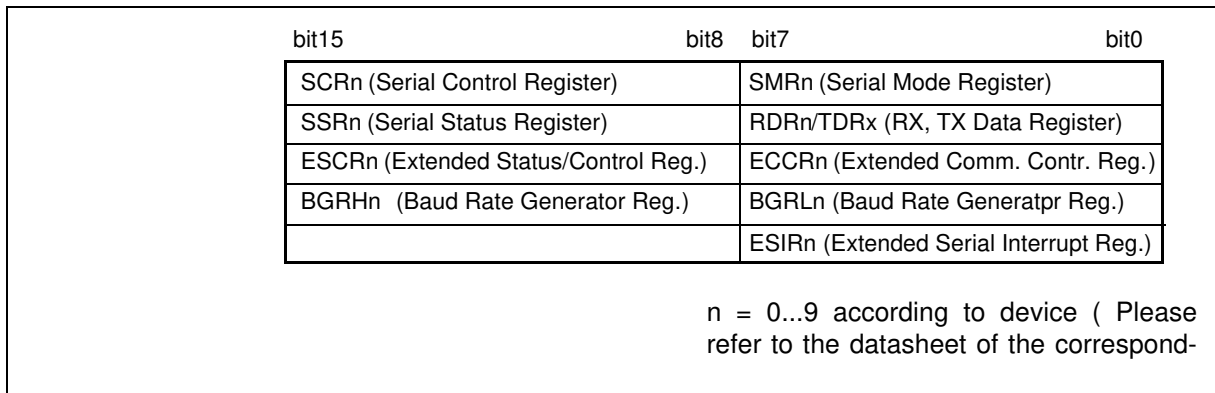 bit15 bit8 bit7 bit0
SCRn (Serial Control Register) SMRn (Serial Mode Register)
SSRn (Serial Status Register) RDRn/TDRx (RX, TX Data Register)
ESCRn (Extended Status/Control Reg.) ECCRn (Extended Comm. Contr. Reg.)
BGRHn (Baud Rate Generator Reg.) BGRLn (Baud Rate Generatpr Reg.)
ESIRn (Extended Serial Interrupt Reg.)
n = 0...9 according to device ( Please
refer to the datasheet of the correspond-